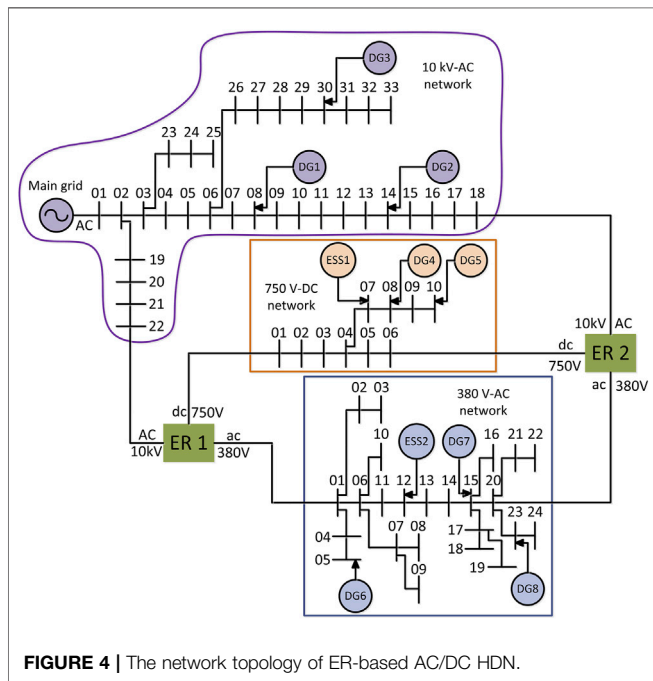 DG3
10 kV-AC
network
26 27 28 29 30 31 32 33
23 24 25
DG1
DG2
Main grid
AC
01 02 03 04 05 06 07 08 09 10 11 12 13 14 15 16 17 18
19
20
21
22
ESS1
DG4
DG5
750 V-DC
network
07 08 09 10
01 02 03 04 05 06
10kV AC
dc
750V
ER 2
ac
380V
dc 750V
AC
10kV
ER 1
ac
380V
380 V-AC
network
02 03
10
ESS2
DG7
16 21 22
01 06 11 12 13 14 15 20
04
05
07 08
09
17
18
19
23 24
DG6
DG8
FIGURE 4 | The network topology of ER-based AC/DC HDN.